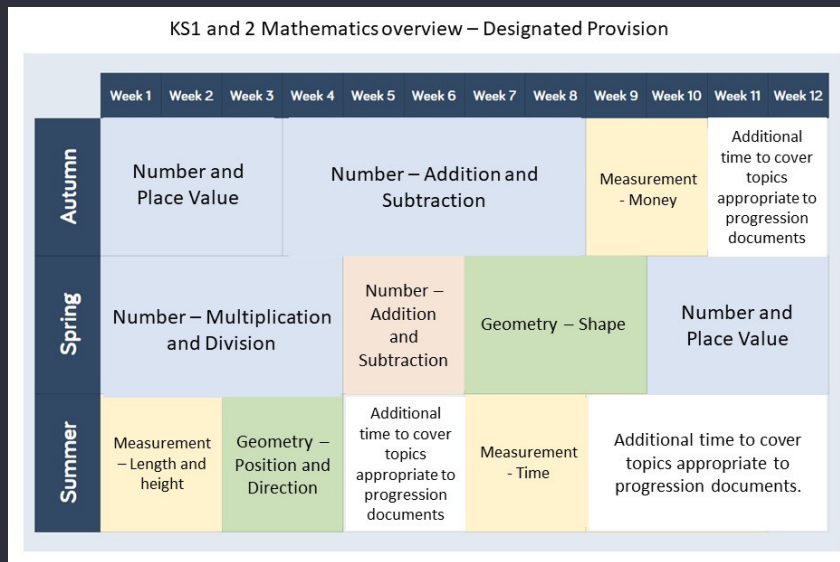 KS1 and 2 Mathematics overview – Designated Provision
Week 1 Week 2 Week 3 Week 4 Week 5 Week 6 Week 7 Week 8 Week 9 Week 10 Week 11 Week 12
Autumn
Number and
Place Value
Number – Addition and
Subtraction
Measurement
- Money
Additional
time to cover
topics
appropriate to
progression
documents
Spring
Number – Multiplication
and Division
Number –
Addition
and
Subtraction
Geometry – Shape
Number and
Place Value
Summer
Measurement
– Length and
height
Geometry –
Position and
Direction
Additional
time to cover
topics
appropriate to
progression
documents
Measurement
- Time
Additional time to cover
topics appropriate to
progression documents.